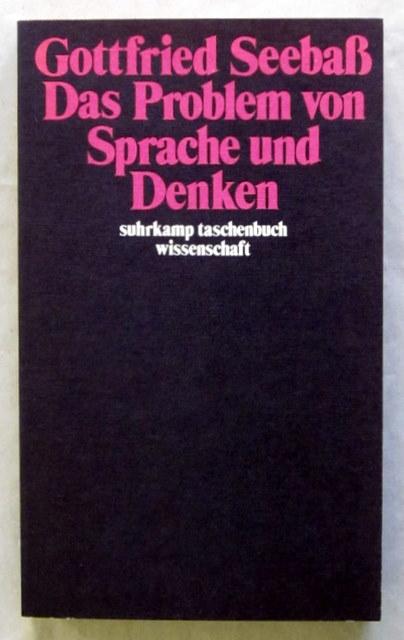 Gottfried Seebaß
Das Problem von
Sprache und
Denken
suhrkamp taschenbuch
wissenschaft